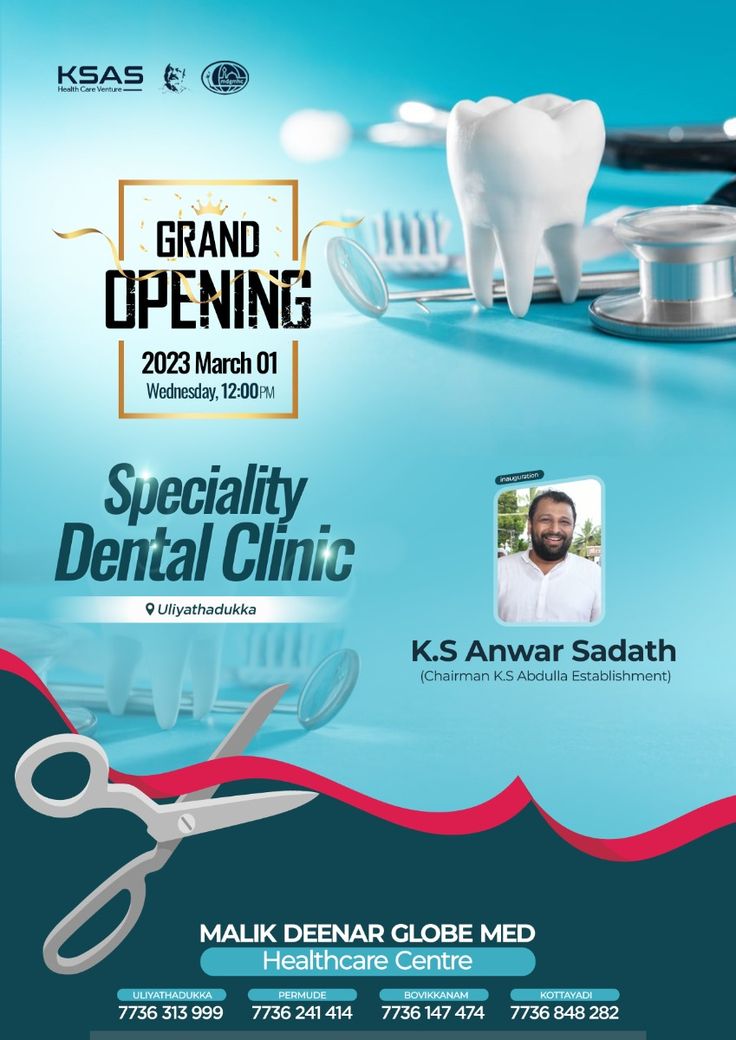 KSAS
Health Care Venture
mdgmhc
GRAND
OPENING
2023 March 01
Wednesday, 12:00PM
Speciality
Dental Clinic
Uliyathadukka
inauguration
K.S Anwar Sadath
(Chairman K.S Abdulla Establishment)
MALIK DEENAR GLOBE MED
Healthcare Centre
ULIYATHADUKKA
7736 313 999
PERMUDE
7736 241 414
BOVIKKANAM
7736 147 474
KOTTAYADI
7736 848 282